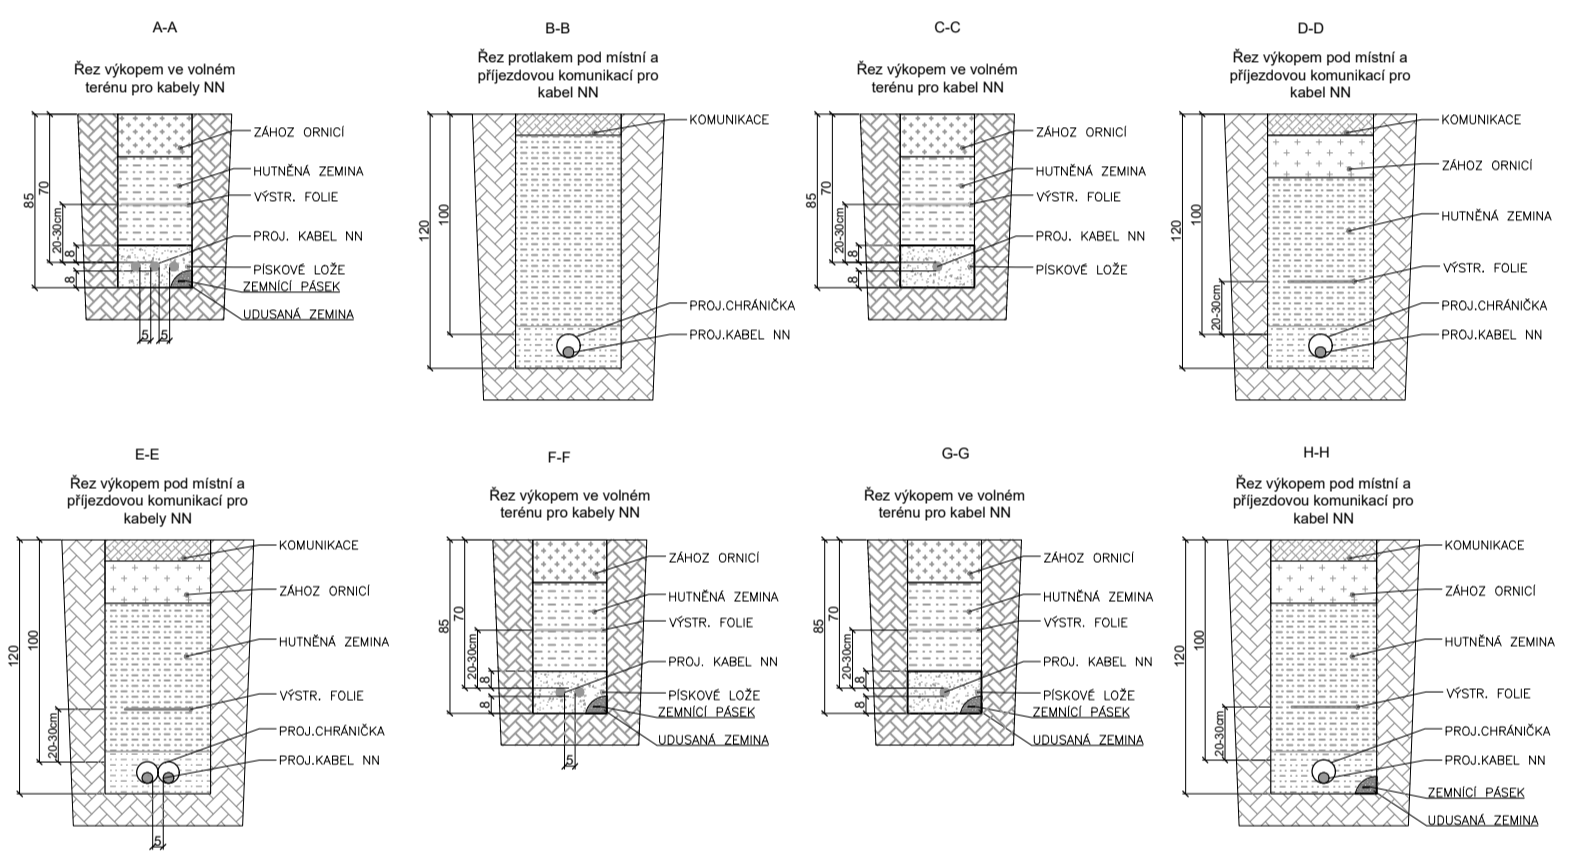 A-A
Řez výkopem ve volném
terénu pro kabely NN
85
70
20-30cm
8
8
5
5
ZÁHOZ ORNICÍ
HUTNĚNÁ ZEMINA
VÝSTR. FOLIE
PROJ. KABEL NN
PÍSKOVÉ LOŽE
ZEMNÍCÍ PÁSEK
UDUSANÁ ZEMINA
B-B
Řez protlakem pod místní a
příjezdovou komunikací pro
kabel NN
120
100
KOMUNIKACE
PROJ.CHRÁNIČKA
PROJ.KABEL NN
C-C
Řez výkopem ve volném
terénu pro kabel NN
85
70
20-30cm
8
8
ZÁHOZ ORNICÍ
HUTNĚNÁ ZEMINA
VÝSTR. FOLIE
PROJ. KABEL NN
PÍSKOVÉ LOŽE
D-D
Řez výkopem pod místní a
příjezdovou komunikací pro
kabel NN
120
100
20-30cm
KOMUNIKACE
ZÁHOZ ORNICÍ
HUTNĚNÁ ZEMINA
VÝSTR. FOLIE
PROJ.CHRÁNIČKA
PROJ.KABEL NN
E-E
Řez výkopem pod místní a
příjezdovou komunikací pro
kabely NN
120
100
20-30cm
5
KOMUNIKACE
ZÁHOZ ORNICÍ
HUTNĚNÁ ZEMINA
VÝSTR. FOLIE
PROJ.CHRÁNIČKA
PROJ.KABEL NN
F-F
Řez výkopem ve volném
terénu pro kabely NN
85
70
20-30cm
8
8
5
ZÁHOZ ORNICÍ
HUTNĚNÁ ZEMINA
VÝSTR. FOLIE
PROJ. KABEL NN
PÍSKOVÉ LOŽE
ZEMNÍCÍ PÁSEK
UDUSANÁ ZEMINA
G-G
Řez výkopem ve volném
terénu pro kabel NN
85
70
20-30cm
8
8
ZÁHOZ ORNICÍ
HUTNĚNÁ ZEMINA
VÝSTR. FOLIE
PROJ. KABEL NN
PÍSKOVÉ LOŽE
ZEMNÍCÍ PÁSEK
UDUSANÁ ZEMINA
H-H
Řez výkopem pod místní a
příjezdovou komunikací pro
kabel NN
120
100
20-30cm
KOMUNIKACE
ZÁHOZ ORNICÍ
HUTNĚNÁ ZEMINA
VÝSTR. FOLIE
PROJ.CHRÁNIČKA
PROJ.KABEL NN
ZEMNÍCÍ PÁSEK
UDUSANÁ ZEMINA